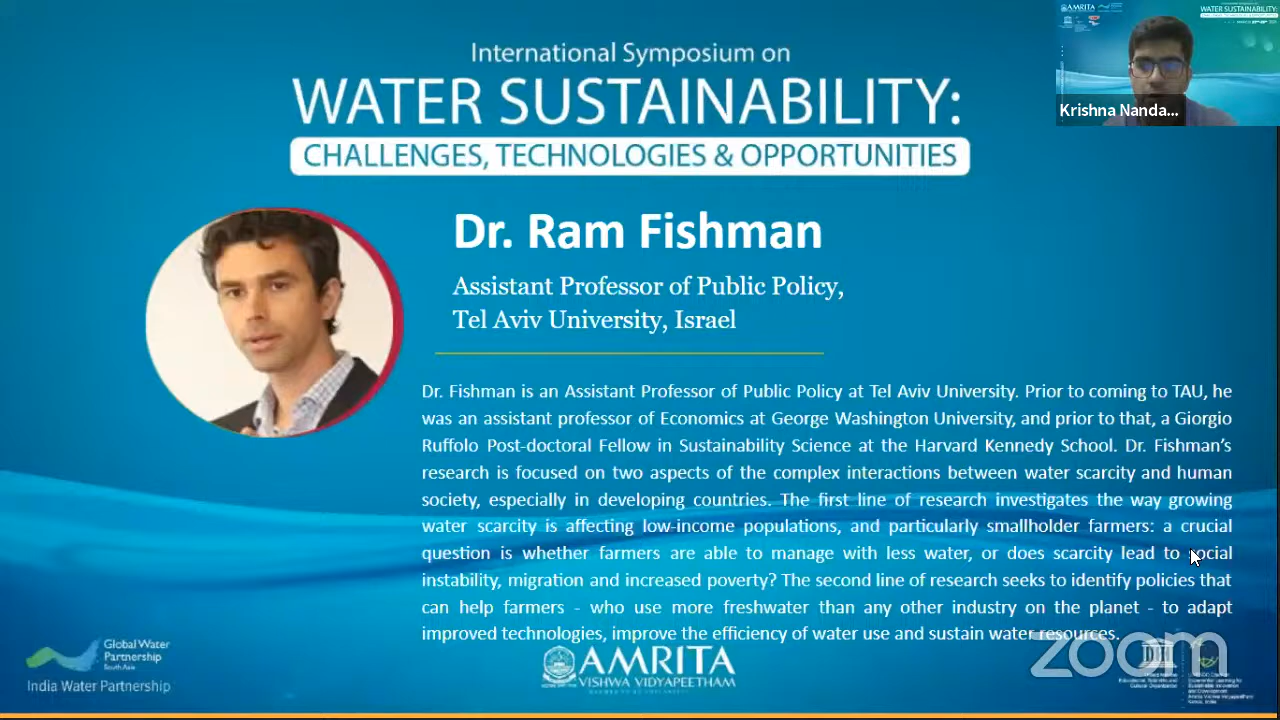 International Symposium on
WATER SUSTAINABILITY:
CHALLENGES, TECHNOLOGIES & OPPORTUNITIES
AMRITA
WATER SUSTAINABILITY:
Krishna Nanda...
Dr. Ram Fishman
Assistant Professor of Public Policy,
Tel Aviv University, Israel
Dr. Fishman is an Assistant Professor of Public Policy at Tel Aviv University. Prior to coming to TAU, he
was an assistant professor of Economics at George Washington University, and prior to that, a Giorgio
Ruffolo Post-doctoral Fellow in Sustainability Science at the Harvard Kennedy School. Dr. Fishman's
research is focused on two aspects of the complex interactions between water scarcity and human
society, especially in developing countries. The first line of research investigates the way growing
water scarcity is affecting low-income populations, and particularly smallholder farmers: a crucial
question is whether farmers are able to manage with less water, or does scarcity lead to social
instability, migration and increased poverty? The second line of research seeks to identify policies that
can help farmers - who use more freshwater than any other industry on the planet - to adapt
improved technologies, improve the efficiency of water use and sustain water resources.
Global Water
Partnership
South Asia
India Water Partnership
AMRITA
VISHWA VIDYAPEETHAM
zoom